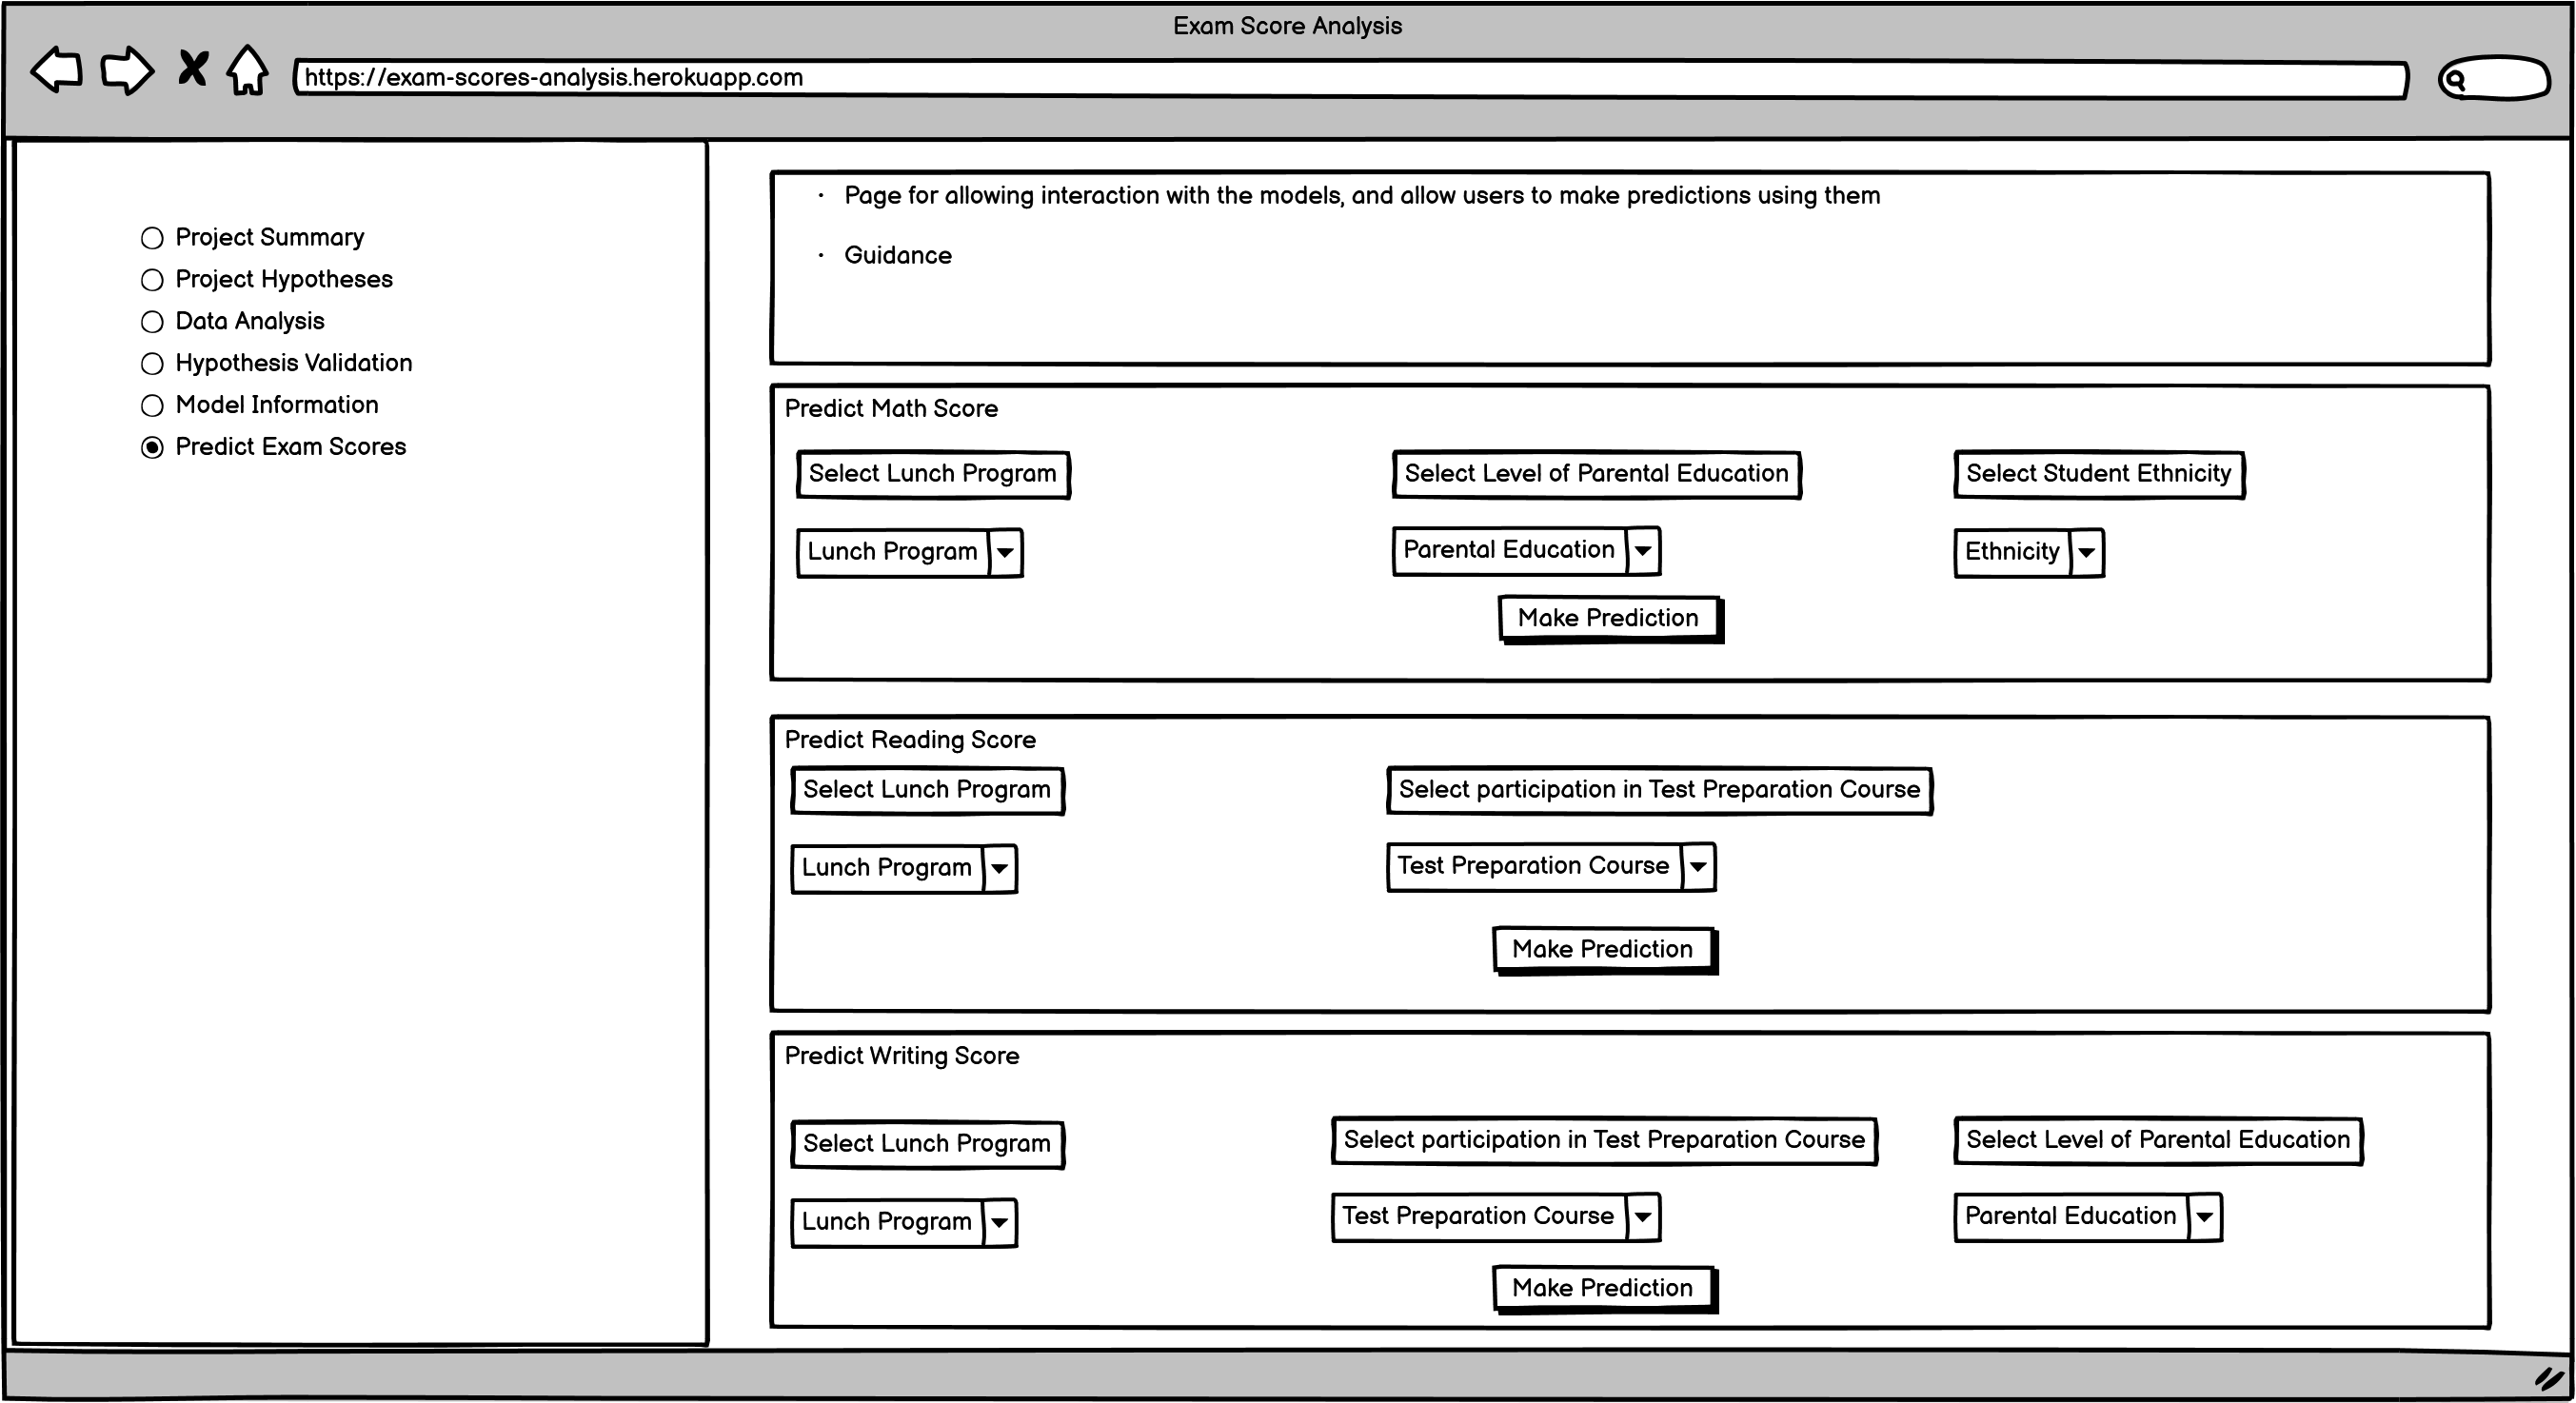 Exam Score Analysis
https://exam-scores-analysis.herokuapp.com
Project Summary
Project Hypotheses
Data Analysis
Hypothesis Validation
Model Information
Predict Exam Scores
· Page for allowing interaction with the models, and allow users to make predictions using them
· Guidance
Predict Math Score
Select Lunch Program
Select Level of Parental Education
Select Student Ethnicity
Lunch Program
Parental Education
Ethnicity
Make Prediction
Predict Reading Score
Select Lunch Program
Select participation in Test Preparation Course
Lunch Program
Test Preparation Course
Make Prediction
Predict Writing Score
Select Lunch Program
Select participation in Test Preparation Course
Select Level of Parental Education
Lunch Program
Test Preparation Course
Parental Education
Make Prediction